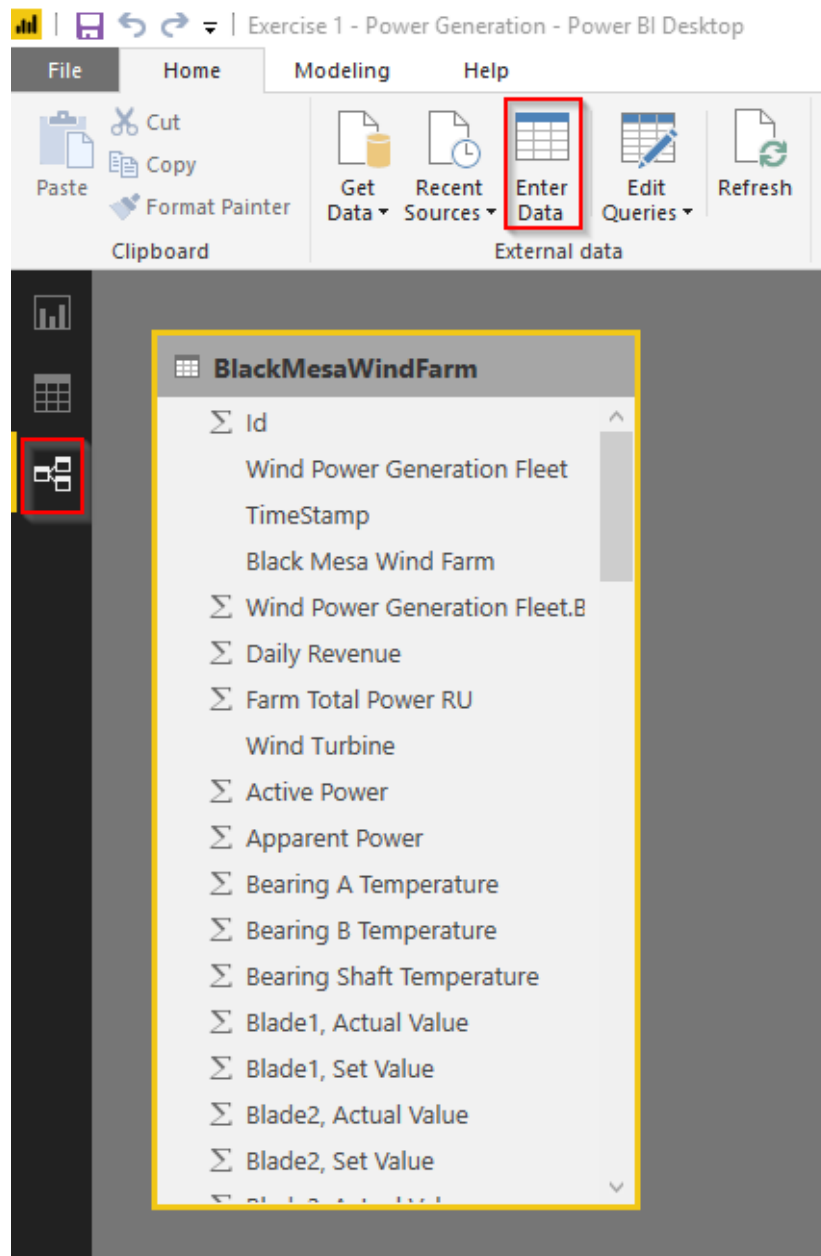 Exercise 1 - Power Generation - Power BI Desktop
File Home Modeling Help
Cut
Copy
Format Painter
Paste
Get Data
Recent Sources
Enter Data
Edit Queries
Refresh
Clipboard
External data
BlackMesaWindFarm
Σ Id
Wind Power Generation Fleet
TimeStamp
Black Mesa Wind Farm
Σ Wind Power Generation Fleet.B
Σ Daily Revenue
Σ Farm Total Power RU
Wind Turbine
Σ Active Power
Σ Apparent Power
Σ Bearing A Temperature
Σ Bearing B Temperature
Σ Bearing Shaft Temperature
Σ Blade1, Actual Value
Σ Blade1, Set Value
Σ Blade2, Actual Value
Σ Blade2, Set Value